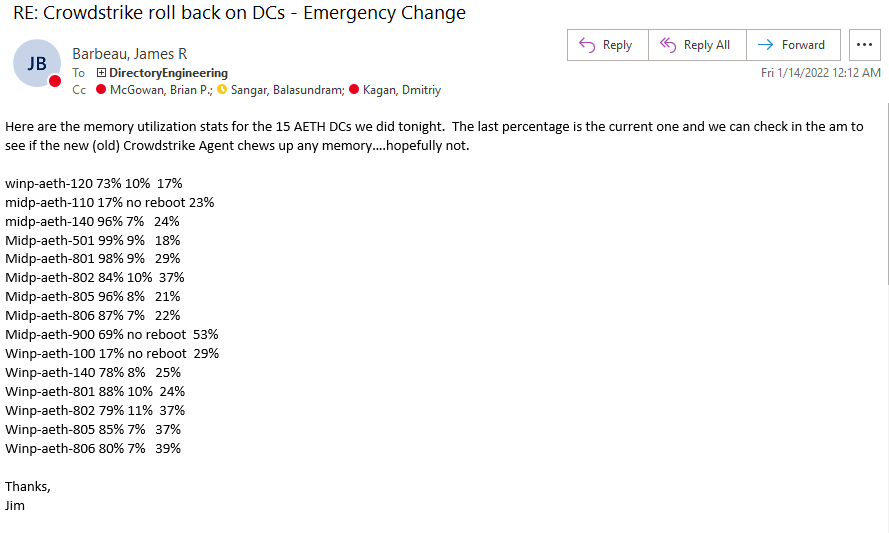 RE: Crowdstrike roll back on DCs - Emergency Change
JB
Barbeau, James R
To DirectoryEngineering
Cc McGowan, Brian P.; Sangar, Balasundram; Kagan, Dmitriy
Reply Reply All Forward
Fri 1/14/2022 12:12 AM
Here are the memory utilization stats for the 15 AETH DCs we did tonight. The last percentage is the current one and we can check in the am to
see if the new (old) Crowdstrike Agent chews up any memory....hopefully not.
winp-aeth-120 73% 10% 17%
midp-aeth-110 17% no reboot 23%
midp-aeth-140 96% 7% 24%
Midp-aeth-501 99% 9% 18%
Midp-aeth-801 98% 9% 29%
Midp-aeth-802 84% 10% 37%
Midp-aeth-805 96% 8% 21%
Midp-aeth-806 87% 7% 22%
Midp-aeth-900 69% no reboot 53%
Winp-aeth-100 17% no reboot 29%
Winp-aeth-140 78% 8% 25%
Winp-aeth-801 88% 10% 24%
Winp-aeth-802 79% 11% 37%
Winp-aeth-805 85% 7% 37%
Winp-aeth-806 80% 7% 39%
Thanks,
Jim